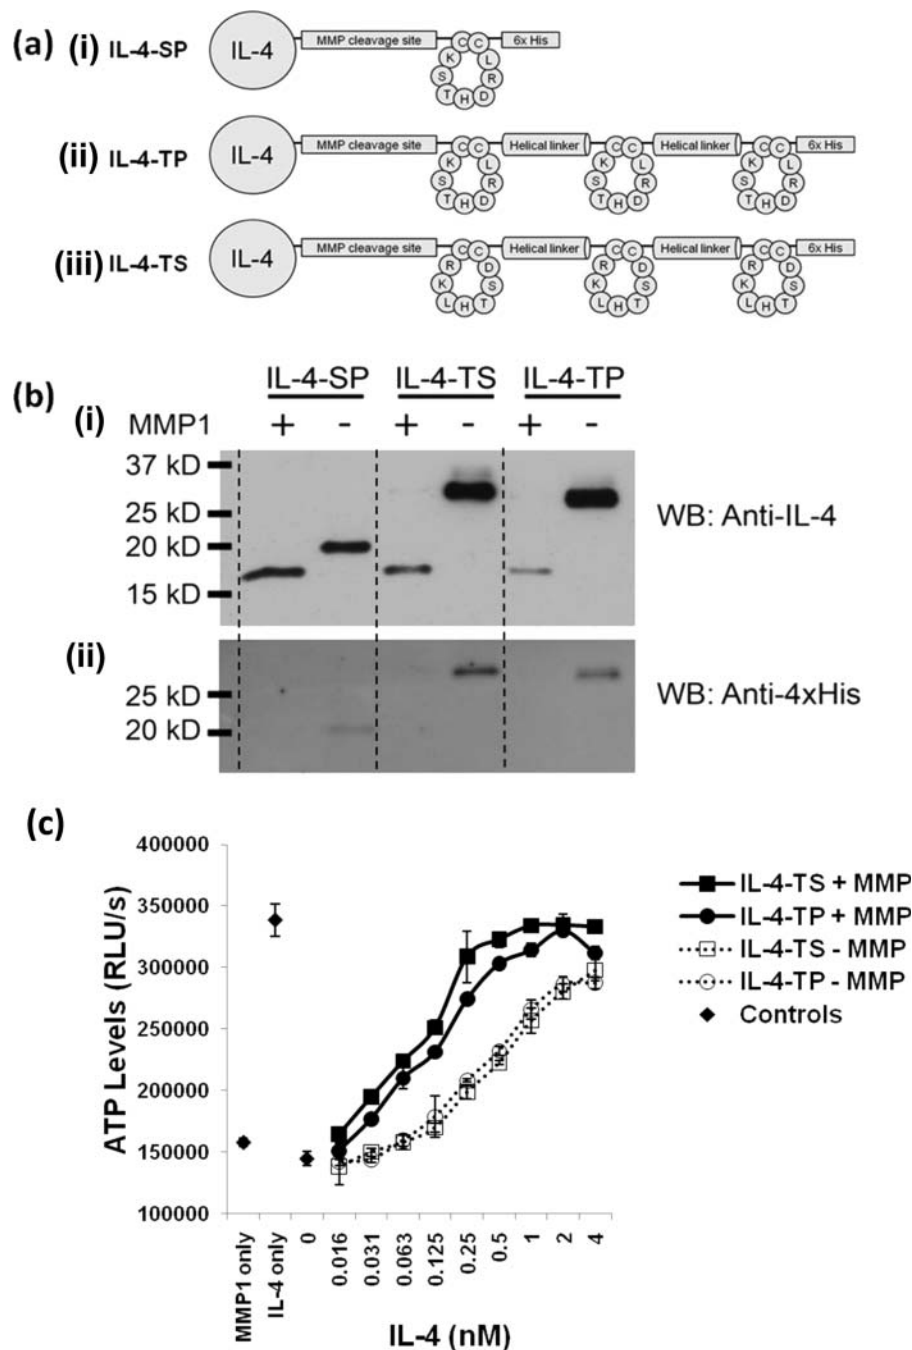 (a) (i) IL-4-SP IL-4 MMP cleavage site C C L R D H T S K 6x His
(ii) IL-4-TP IL-4 MMP cleavage site C C L R D H T S K Helical linker C C L R D H T S K Helical linker C C L R D H T S K 6x His
(iii) IL-4-TS IL-4 MMP cleavage site C C D S T H L K R Helical linker C C D S T H L K R Helical linker C C D S T H L K R 6x His
(b) IL-4-SP IL-4-TS IL-4-TP
(i) MMP1 + - + - + -
37 kD
25 kD
20 kD
15 kD
WB: Anti-IL-4
(ii)
25 kD
20 kD
WB: Anti-4xHis
(c)
ATP Levels (RLU/s)
400000
350000
300000
250000
200000
150000
100000
IL-4-TS + MMP
IL-4-TP + MMP
IL-4-TS - MMP
IL-4-TP - MMP
Controls
MMP1 only
IL-4 only
0
0.016
0.031
0.063
0.125
0.25
0.5
1
2
4
IL-4 (nM)